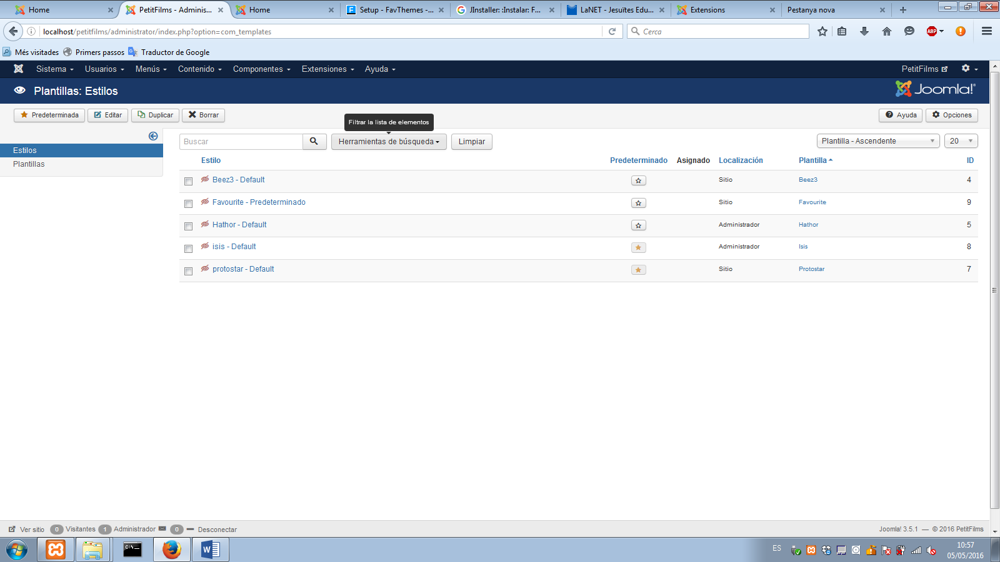 Home
PetitFilms - Adminis...
Home
Setup - FavThemes -...
JInstaller: :Instalar: F...
LaNET - Jesuïtes Edu...
Extensions
Pestanya nova
localhost/petitfilms/administrator/index.php?option=com_templates
Cerca
ABP
Més visitades
Primers passos
Traductor de Google
Sistema
Usuarios
Menús
Contenido
Componentes
Extensiones
Ayuda
PetitFilms
Plantillas: Estilos
Joomla!
Predeterminada
Editar
Duplicar
Borrar
Ayuda
Opciones
Filtrar la lista de elementos
Buscar
Herramientas de búsqueda
Limpiar
Plantilla - Ascendente
20
Estilos
Plantillas
Estilo Predeterminado Asignado Localización Plantilla ID
Beez3 - Default Sitio Beez3 4
Favourite - Predeterminado Sitio Favourite 9
Hathor - Default Administrador Hathor 5
isis - Default Administrador Isis 8
protostar - Default Sitio Protostar 7
Ver sitio 0 Visitantes 1 Administrador 0 Desconectar
Joomla! 3.5.1 — © 2016 PetitFilms
C:\_
W
ES
10:57
05/05/2016